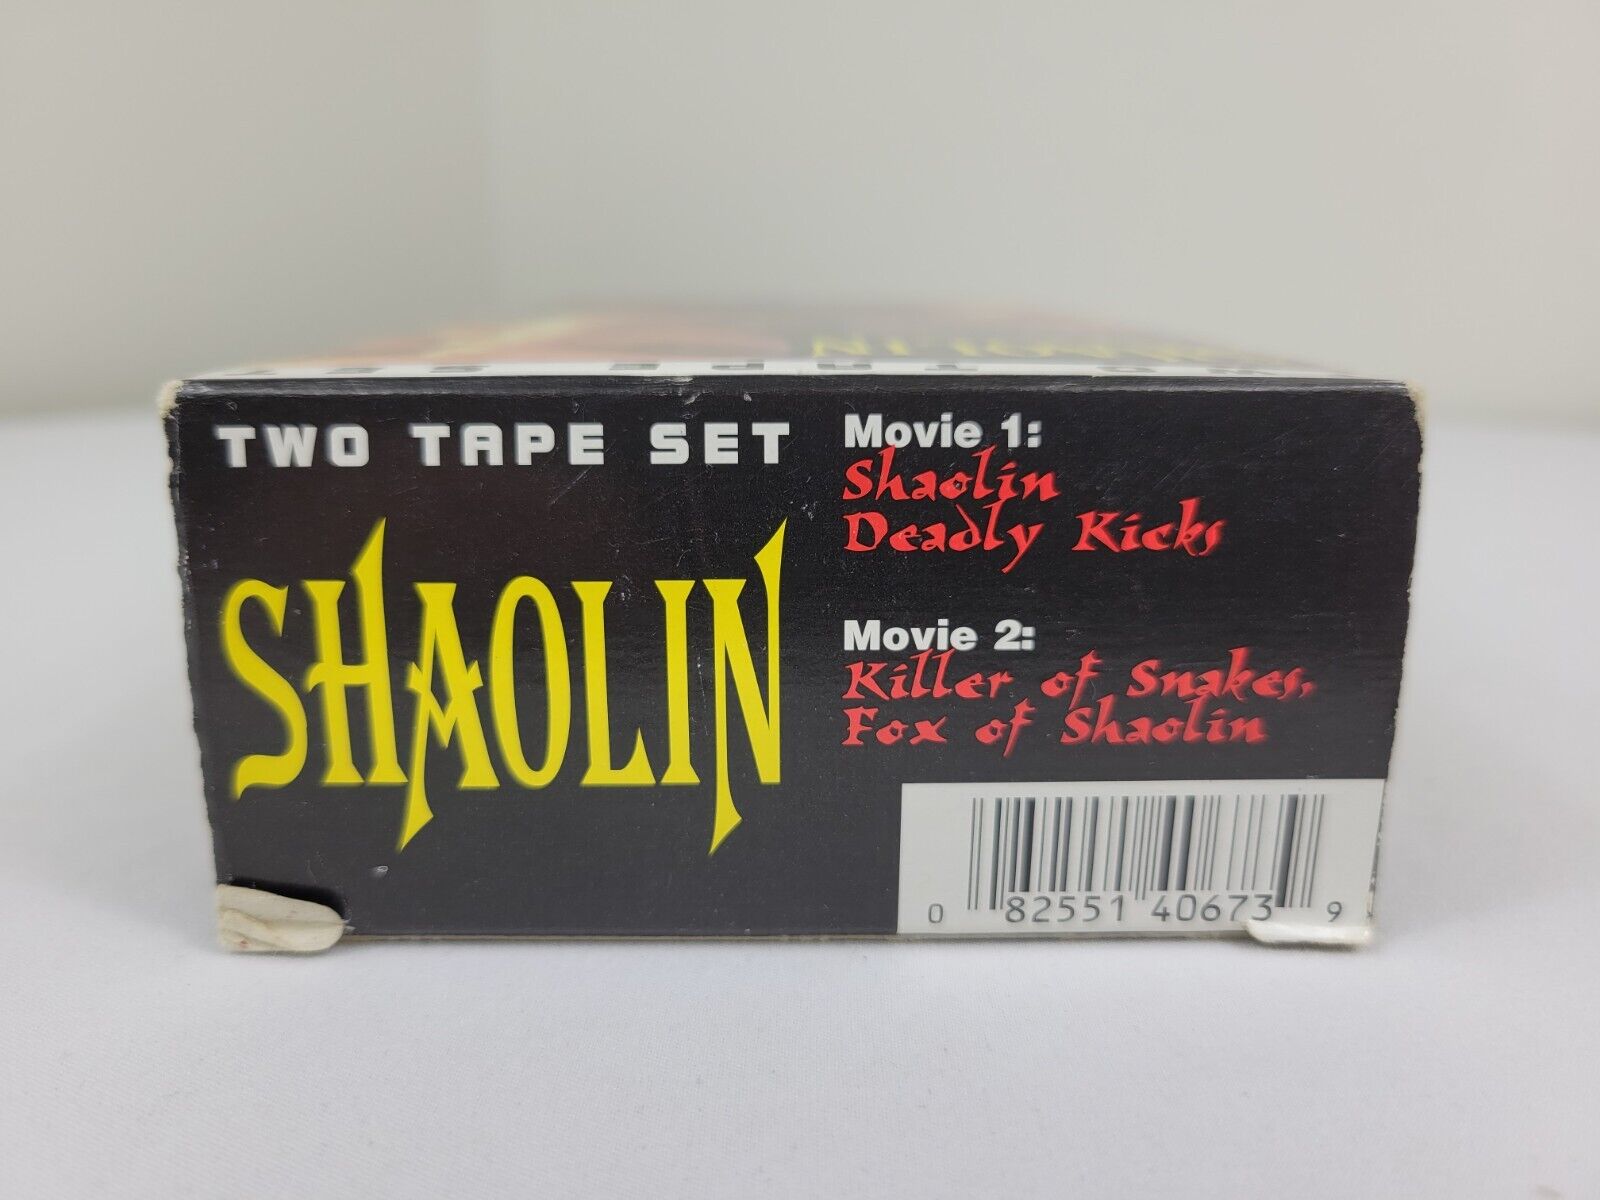 TWO TAPE SET
SHAOLIN
Movie 1:
Shaolin
Deadly Kicks
Movie 2:
Killer of Snakes,
Fox of Shaolin
0 82551 40673 9